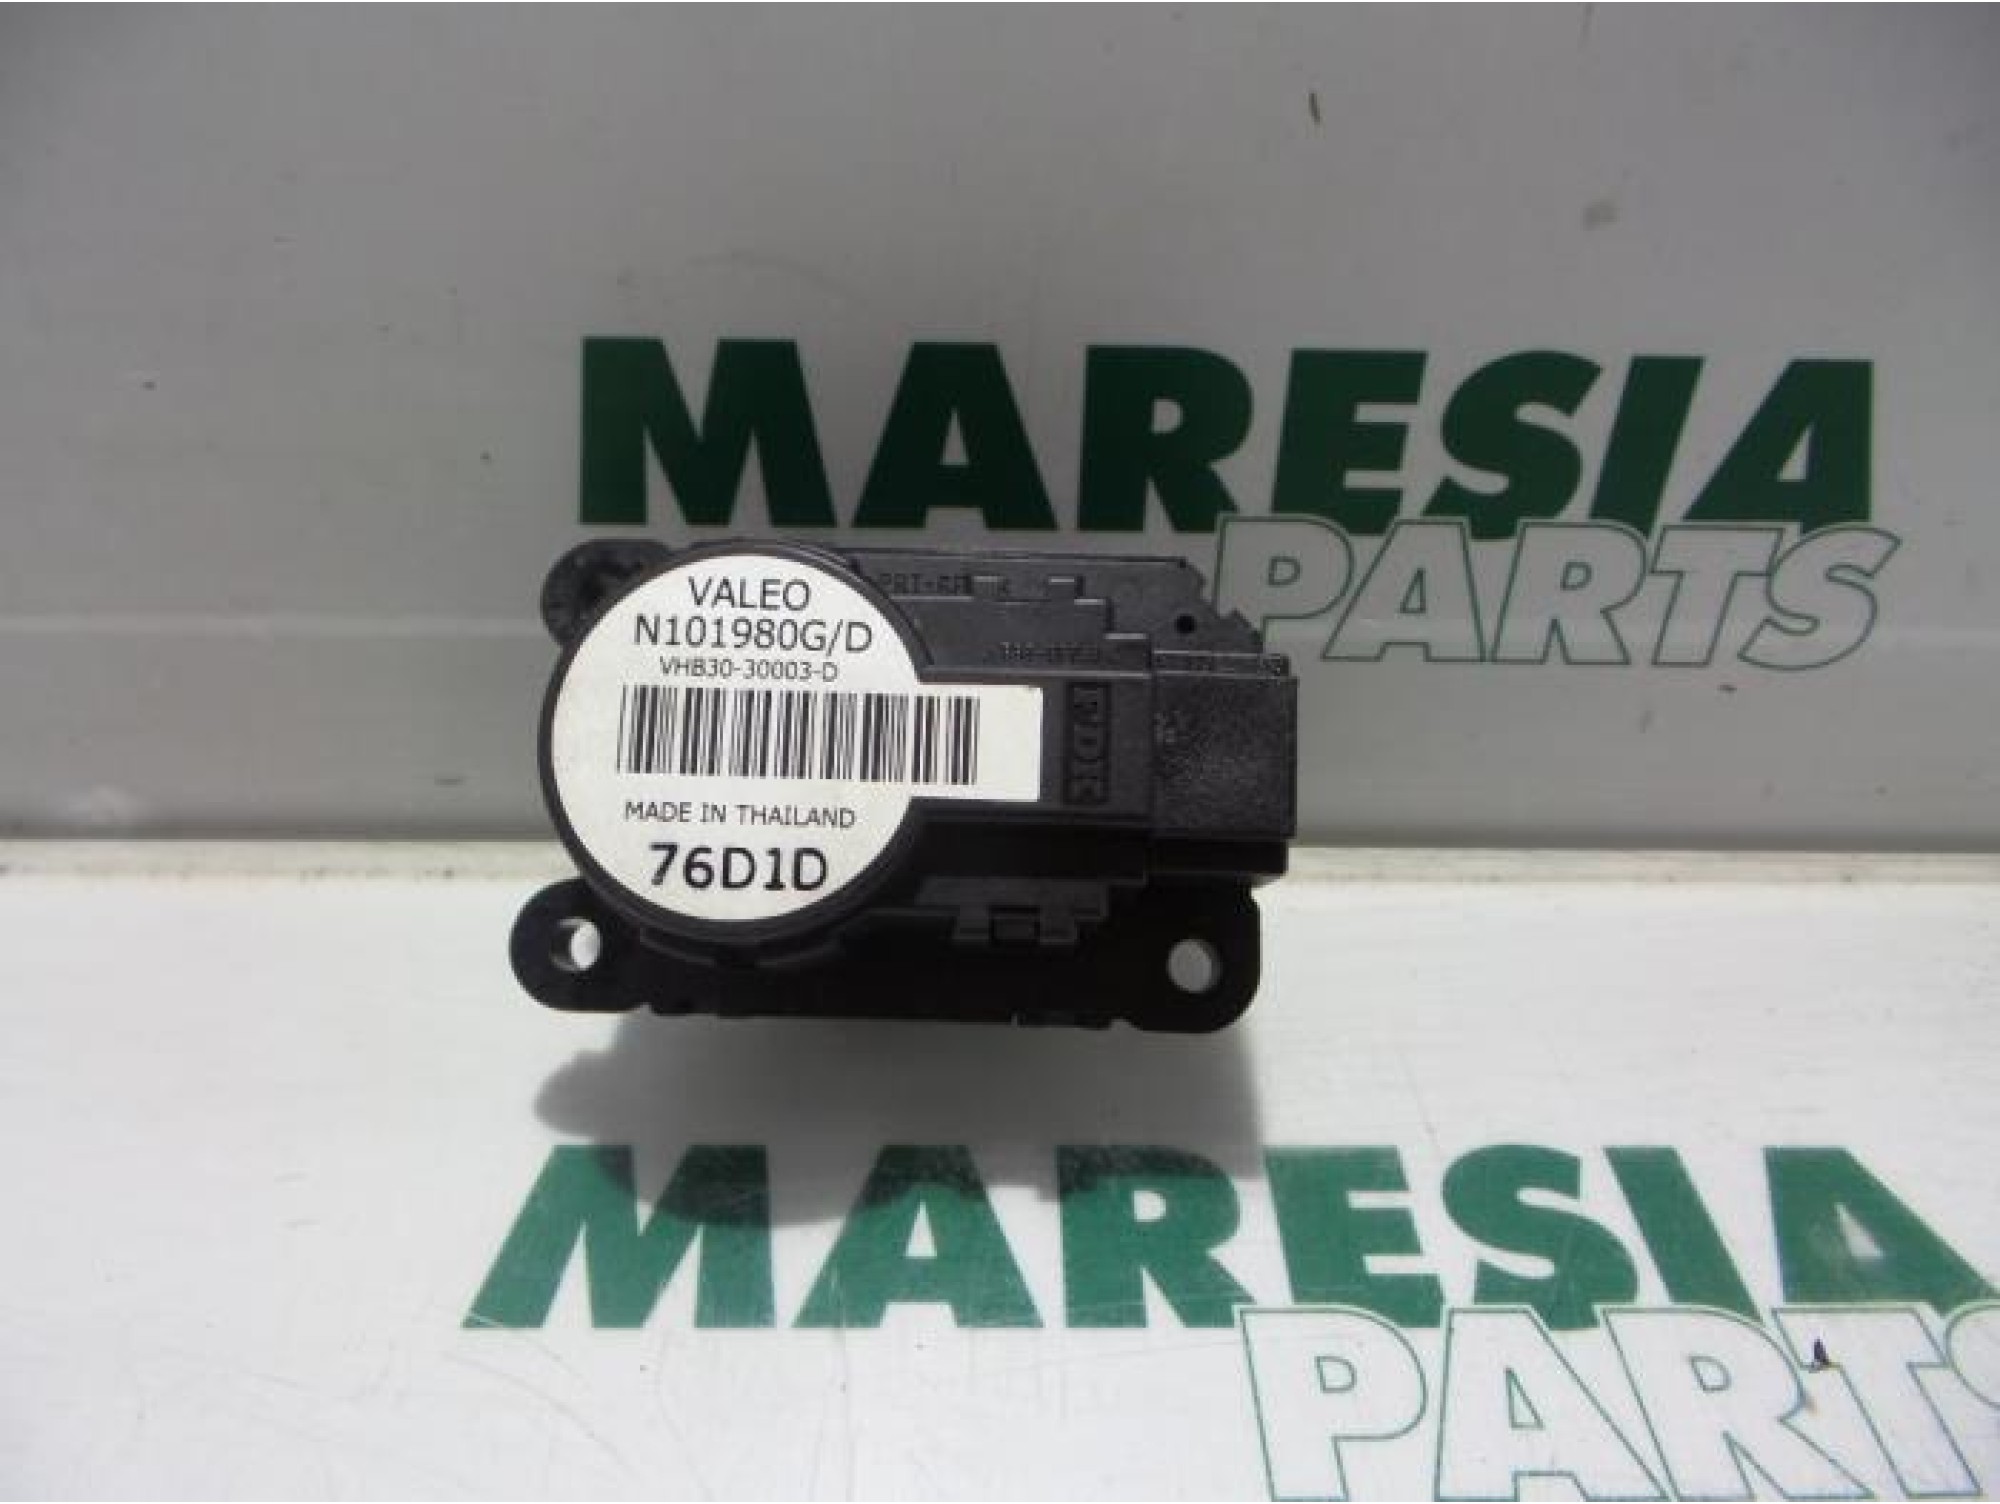 MARESIA
PARTS
VALEO
N101980G/D
VHB30-30003-D
MADE IN THAILAND
76D1D
MARESIA
PARTS